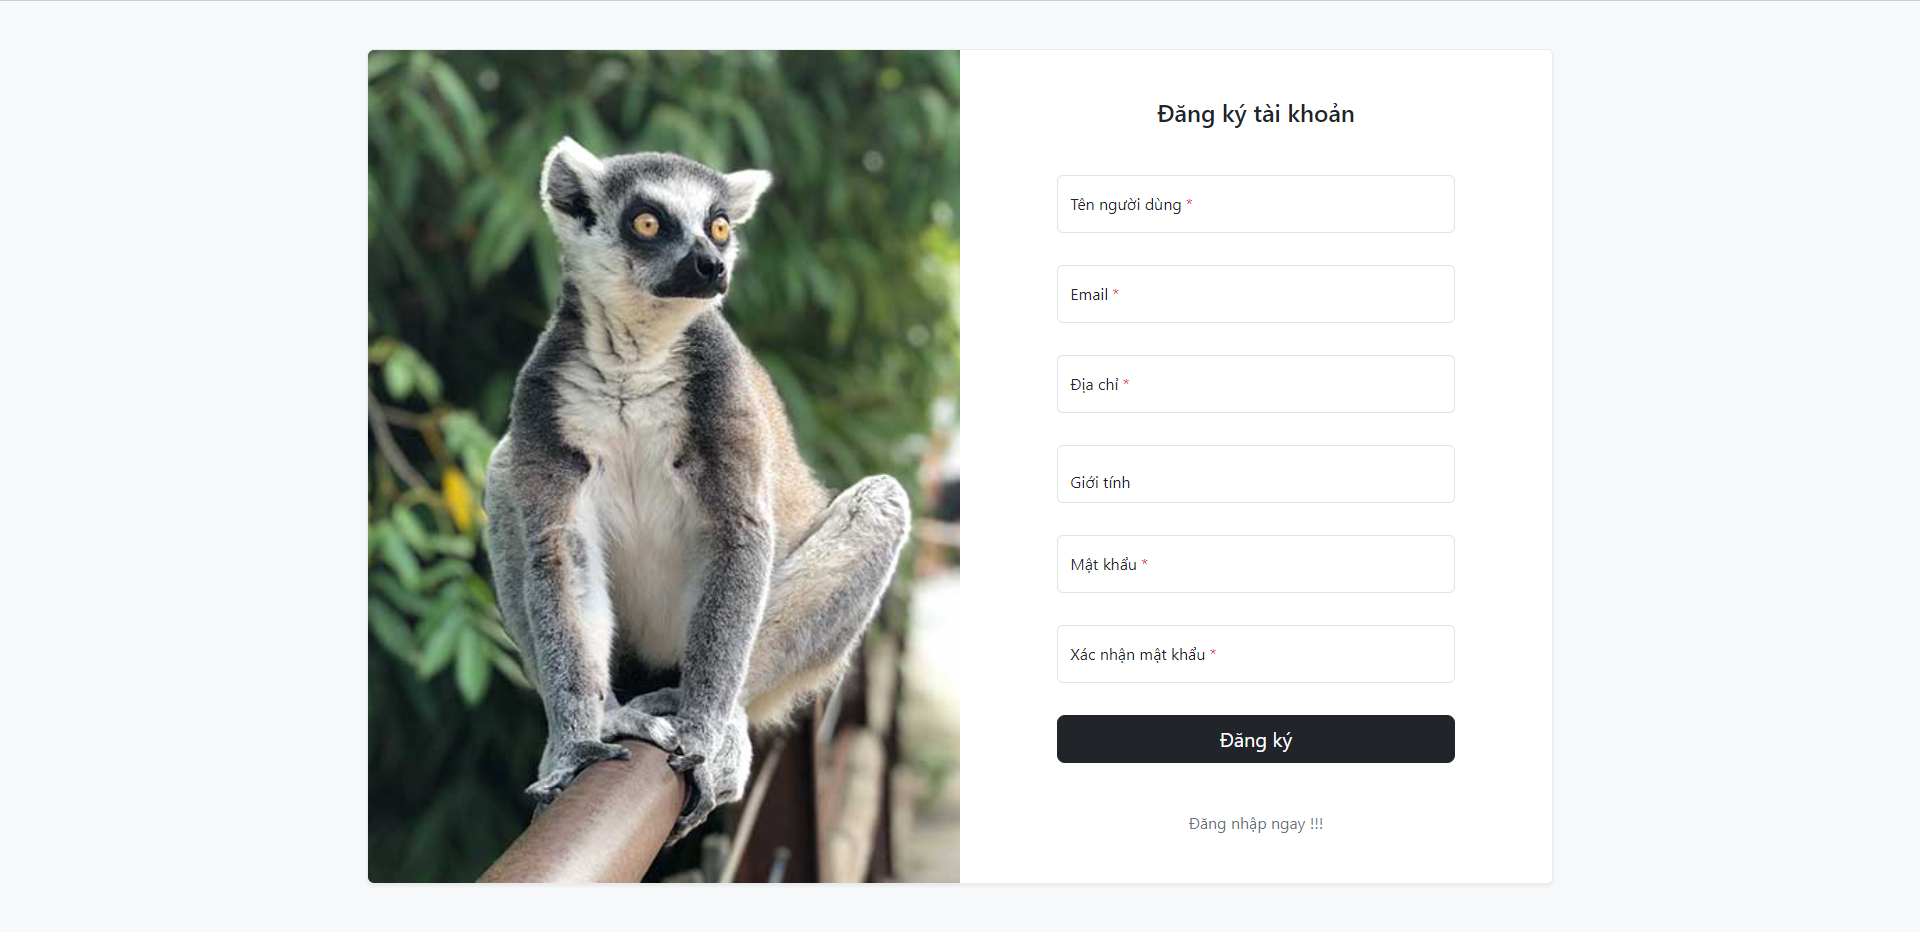 Đăng ký tài khoản
Tên người dùng *
Email *
Địa chỉ *
Giới tính
Mật khẩu *
Xác nhận mật khẩu *
Đăng ký
Đăng nhập ngay !!!